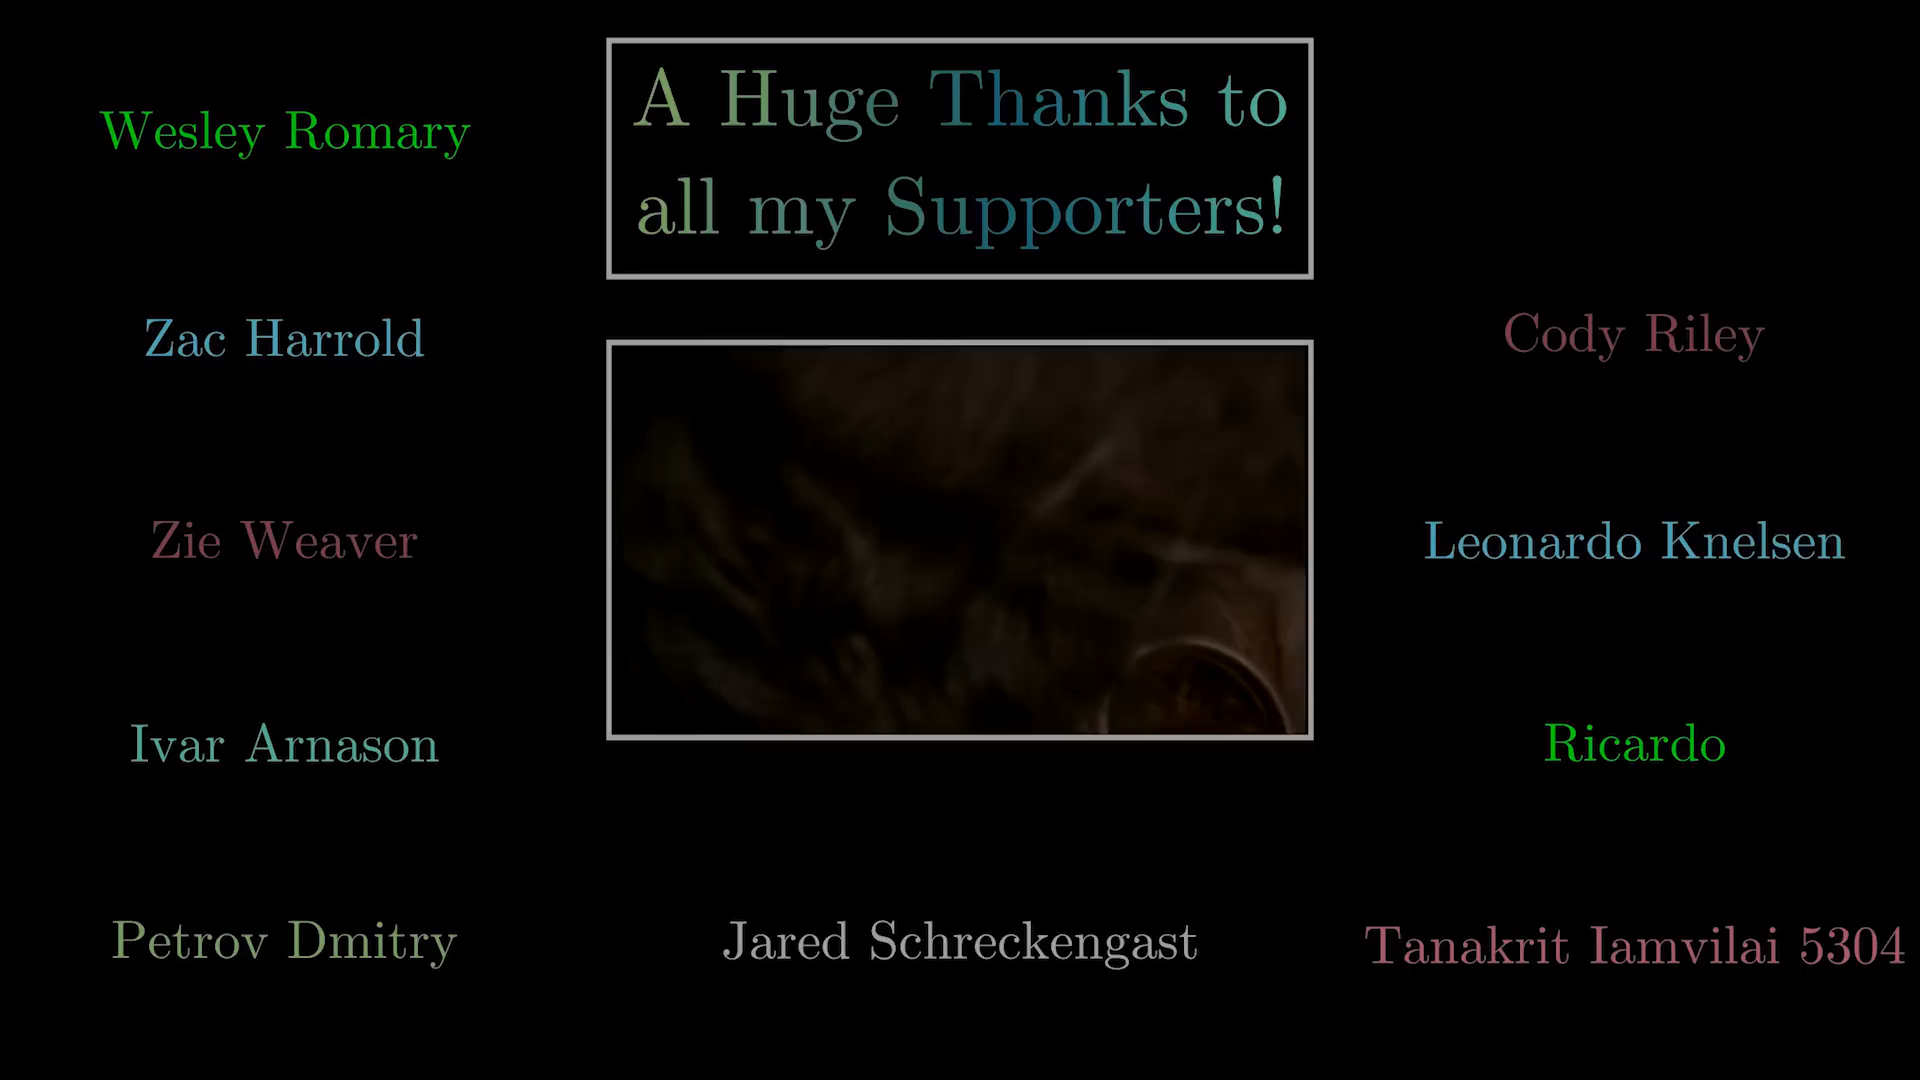 A Huge Thanks to
all my Supporters!
Wesley Romary
Zac Harrold
Cody Riley
Zie Weaver
Leonardo Knelsen
Ivar Arnason
Ricardo
Petrov Dmitry
Jared Schreckengast
Tanakrit Iamvilai 5304